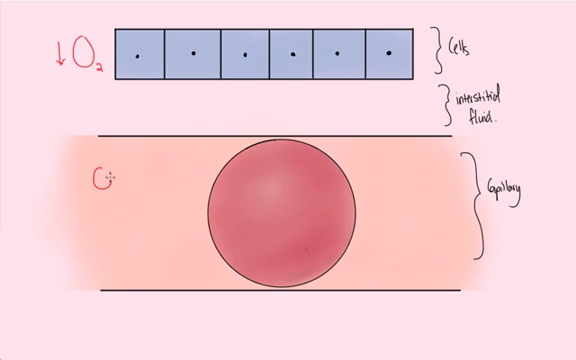 ↓O₂
Cells
interstitial
fluid.
C
Capillary